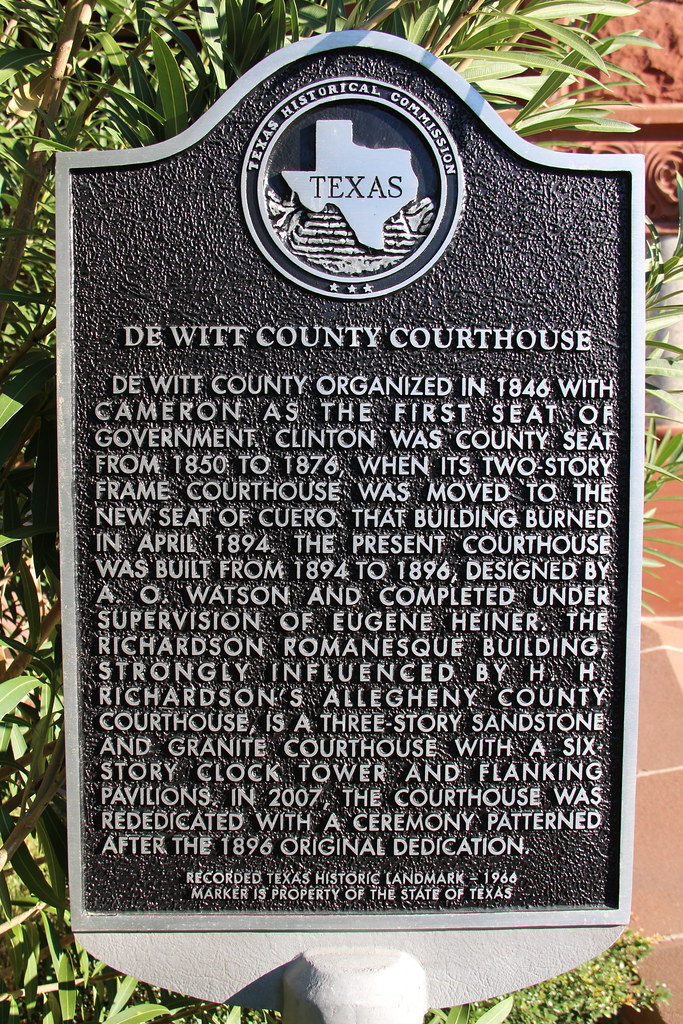 TEXAS HISTORICAL COMMISSION
TEXAS
DE WITT COUNTY COURTHOUSE
DE WITT COUNTY ORGANIZED IN 1846 WITH
CAMERON AS THE FIRST SEAT OF
GOVERNMENT. CLINTON WAS COUNTY SEAT
FROM 1850 TO 1876, WHEN ITS TWO-STORY
FRAME COURTHOUSE WAS MOVED TO THE
NEW SEAT OF CUERO. THAT BUILDING BURNED
IN APRIL 1894. THE PRESENT COURTHOUSE
WAS BUILT FROM 1894 TO 1896, DESIGNED BY
A. O. WATSON AND COMPLETED UNDER
SUPERVISION OF EUGENE HEINER. THE
RICHARDSON ROMANESQUE BUILDING,
STRONGLY INFLUENCED BY H. H.
RICHARDSON'S ALLEGHENY COUNTY
COURTHOUSE, IS A THREE-STORY SANDSTONE
AND GRANITE COURTHOUSE WITH A SIX-
STORY CLOCK TOWER AND FLANKING
PAVILIONS. IN 2007, THE COURTHOUSE WAS
REDEDICATED WITH A CEREMONY PATTERNED
AFTER THE 1896 ORIGINAL DEDICATION.
RECORDED TEXAS HISTORIC LANDMARK – 1966
MARKER IS PROPERTY OF THE STATE OF TEXAS